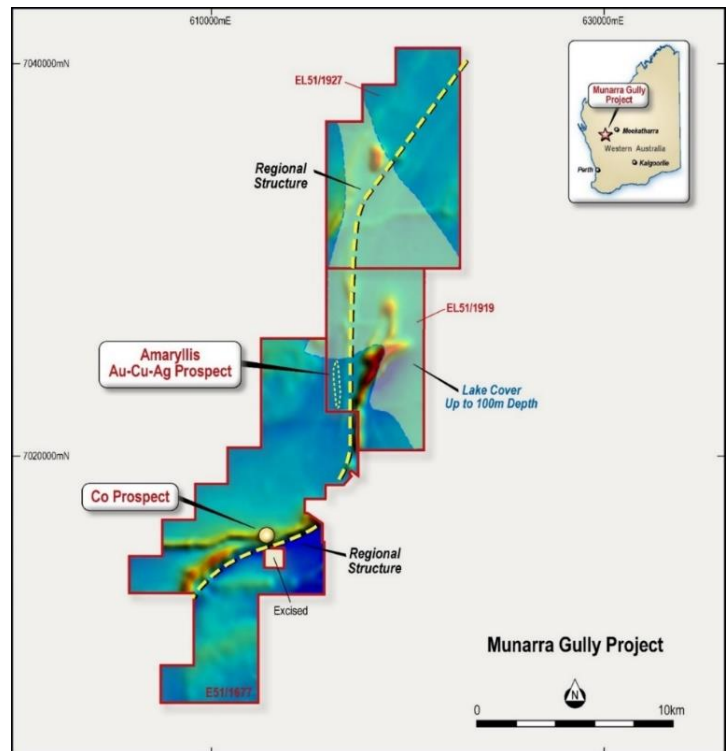 610000mE
630000mE
7040000mN
EL51/1927
Munarra Gully
Project
Meekatharra
Western Australia
Perth
Kalgoorlie
Regional
Structure
EL51/1919
Amaryllis
Au-Cu-Ag Prospect
Lake Cover
Up to 100m Depth
7020000mN
Co Prospect
Regional
Structure
Excised
E51/1677
Munarra Gully Project
N
0
10km